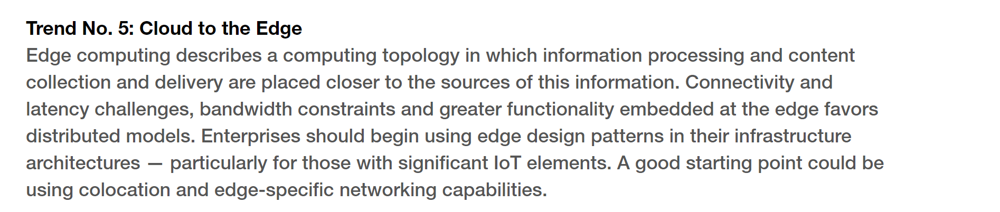 Trend No. 5: Cloud to the Edge
Edge computing describes a computing topology in which information processing and content
collection and delivery are placed closer to the sources of this information. Connectivity and
latency challenges, bandwidth constraints and greater functionality embedded at the edge favors
distributed models. Enterprises should begin using edge design patterns in their infrastructure
architectures — particularly for those with significant IoT elements. A good starting point could be
using colocation and edge-specific networking capabilities.